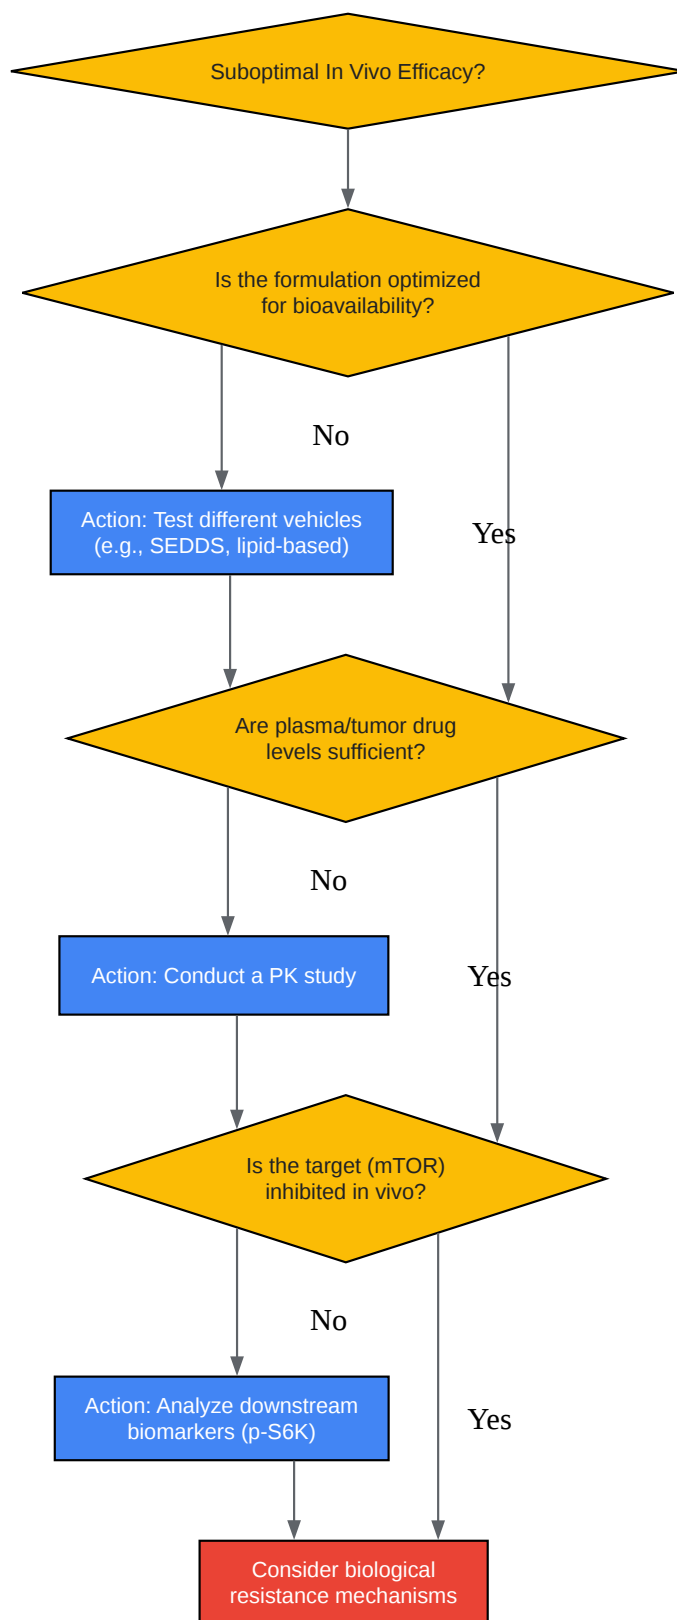 Suboptimal In Vivo Efficacy?
Is the formulation optimized
for bioavailability?
No
Action: Test different vehicles
(e.g., SEDDS, lipid-based)
Yes
Are plasma/tumor drug
levels sufficient?
No
Action: Conduct a PK study
Yes
Is the target (mTOR)
inhibited in vivo?
No
Action: Analyze downstream
biomarkers (p-S6K)
Yes
Consider biological
resistance mechanisms